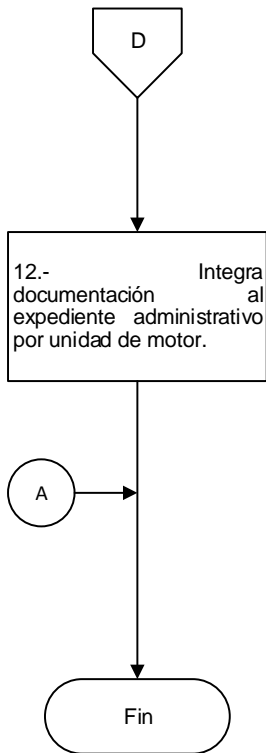 D
12.- Integra
documentación al
expediente administrativo
por unidad de motor.
A
Fin